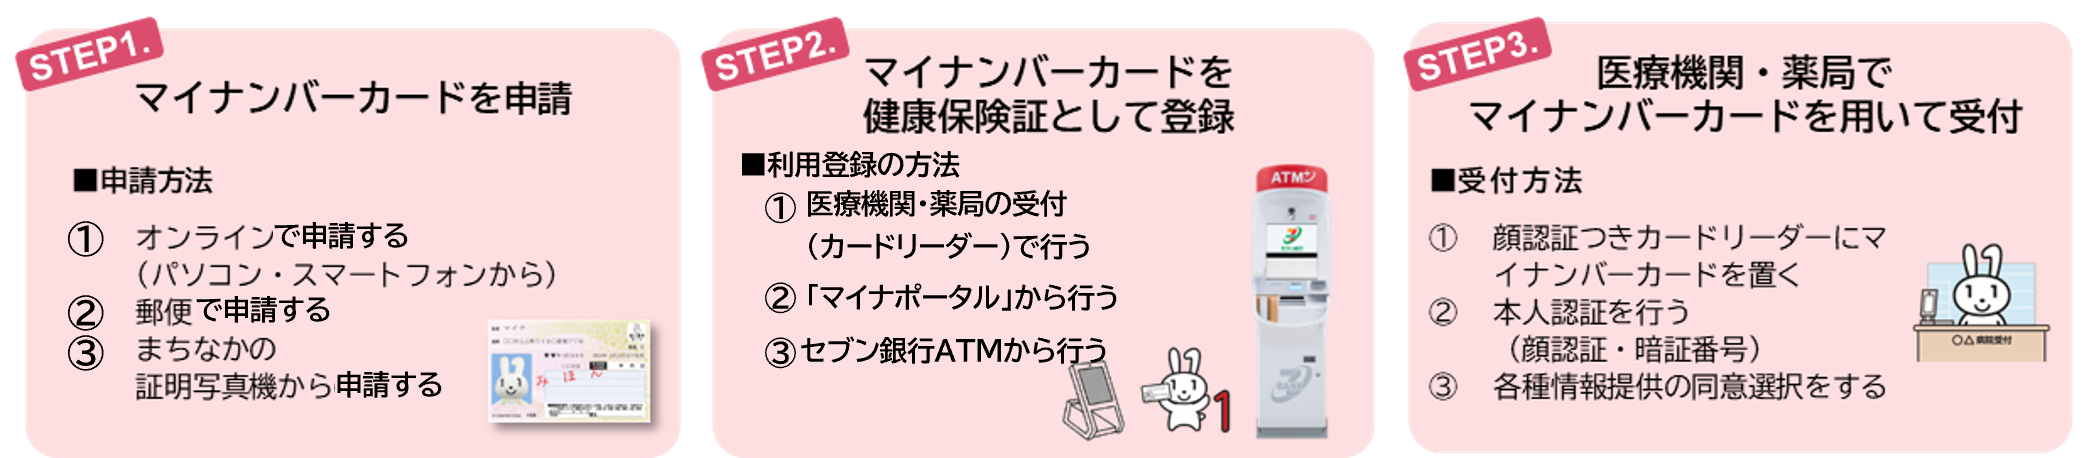 STEP1.
マイナンバーカードを申請
■申請方法
① オンラインで申請する
（パソコン・スマートフォンから）
② 郵便で申請する
③ まちなかの
証明写真機から申請する
マイナ
みほん
STEP2.
マイナンバーカードを
健康保険証として登録
■利用登録の方法
① 医療機関・薬局の受付
（カードリーダー）で行う
②「マイナポータル」から行う
③セブン銀行ATMから行う
ATM
1
STEP3.
医療機関・薬局で
マイナンバーカードを用いて受付
■受付方法
① 顔認証つきカードリーダーにマ
イナンバーカードを置く
② 本人認証を行う
（顔認証・暗証番号）
③ 各種情報提供の同意選択をする
○△病院受付